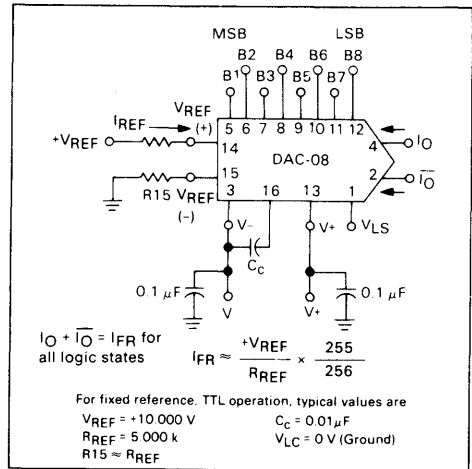 MSB LSB
B2 B4 B6 B8
B1 B3 B5 B7
VREF
IREF (+) 5 6 7 8 9 10 11 12
+VREF 14 4 IO
DAC-08
15 2 IO
R15 VREF 3 16 13 1
(-)
V- V+ VLS
CC
0.1 μF 0.1 μF
V V+
IO + IO = IFR for
all logic states
IFR ≈ +VREF / RREF × 255 / 256
For fixed reference, TTL operation, typical values are
VREF = +10.000 V CC = 0.01μF
RREF = 5.000 k VLC = 0 V (Ground)
R15 ≈ RREF